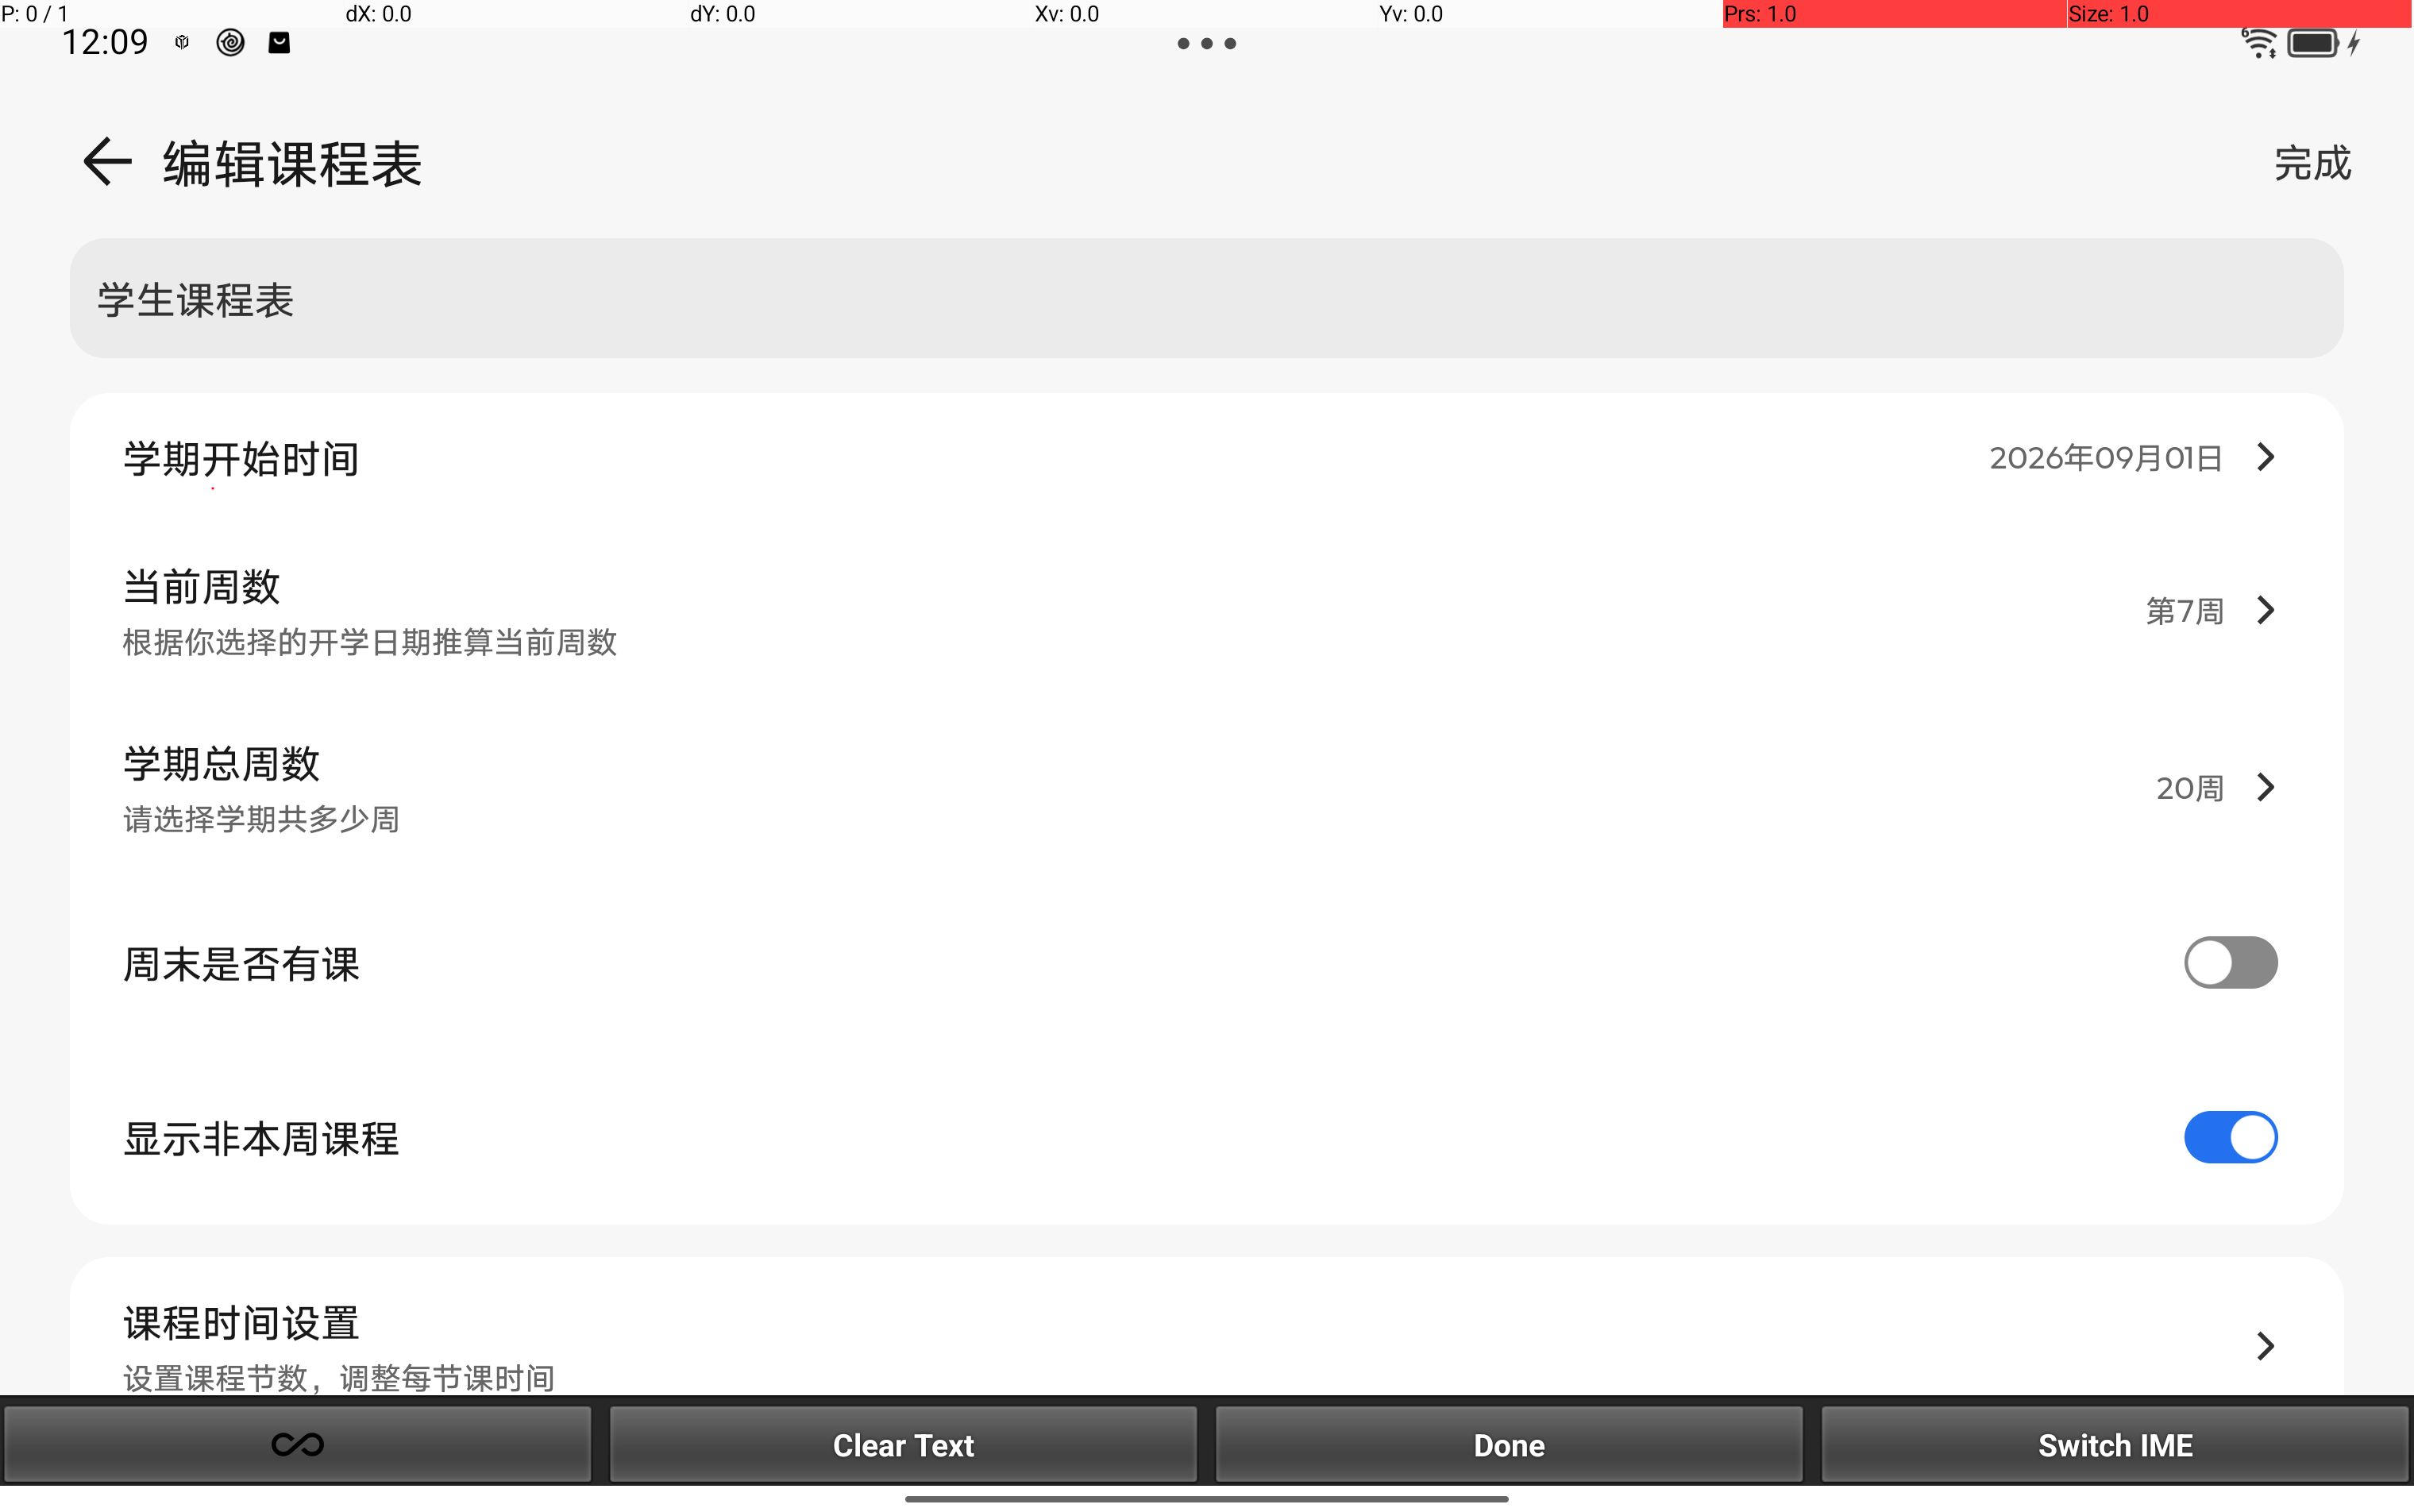 P: 0 / 1 dX: 0.0 dY: 0.0 Xv: 0.0 Yv: 0.0 Prs: 1.0 Size: 1.0
12:09 6
编辑课程表 完成
学生课程表
学期开始时间 2026年09月01日
当前周数 第7周
根据你选择的开学日期推算当前周数
学期总周数 20周
请选择学期共多少周
周末是否有课
显示非本周课程
课程时间设置
设置课程节数，调整每节课时间
Clear Text Done Switch IME